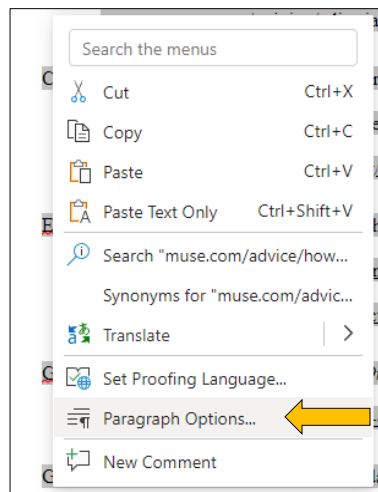 Search the menus
Cut Ctrl+X
Copy Ctrl+C
Paste Ctrl+V
Paste Text Only Ctrl+Shift+V
Search "muse.com/advice/how...
Synonyms for "muse.com/advic...
Translate
Set Proofing Language...
Paragraph Options...
New Comment